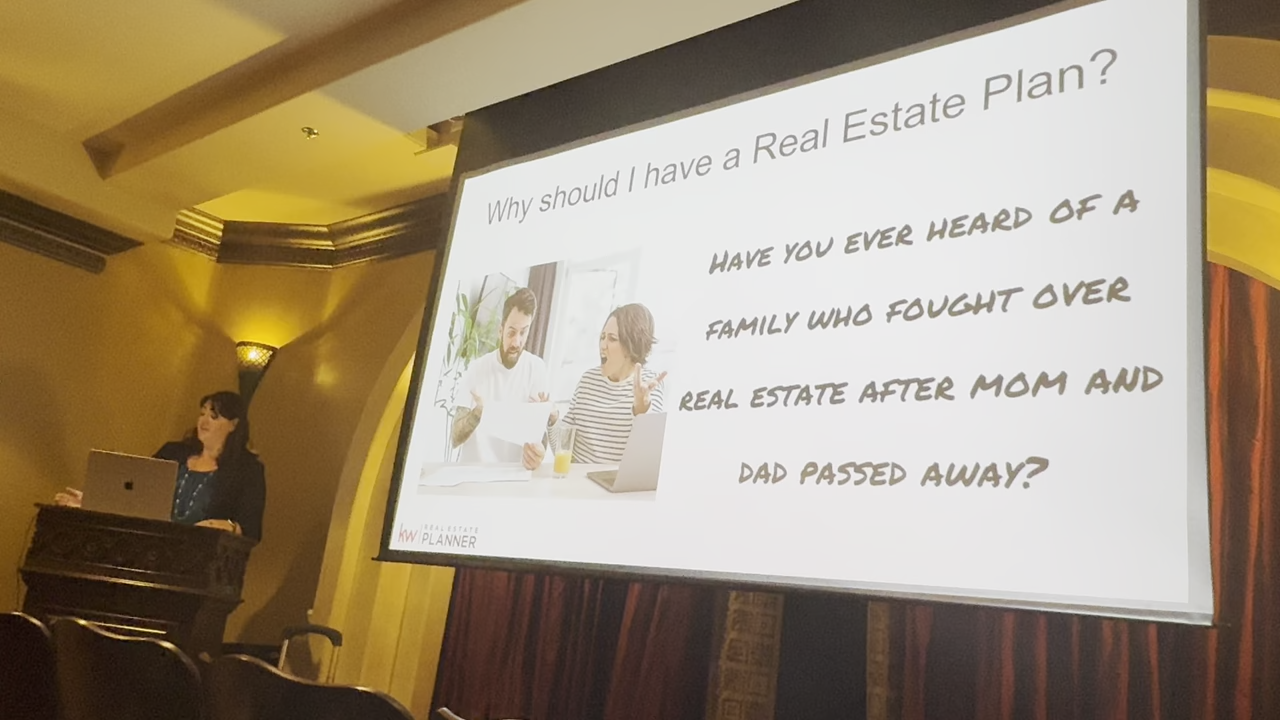 Why should I have a Real Estate Plan?
HAVE YOU EVER HEARD OF A
FAMILY WHO FOUGHT OVER
REAL ESTATE AFTER MOM AND
DAD PASSED AWAY?
kw REAL ESTATE
PLANNER